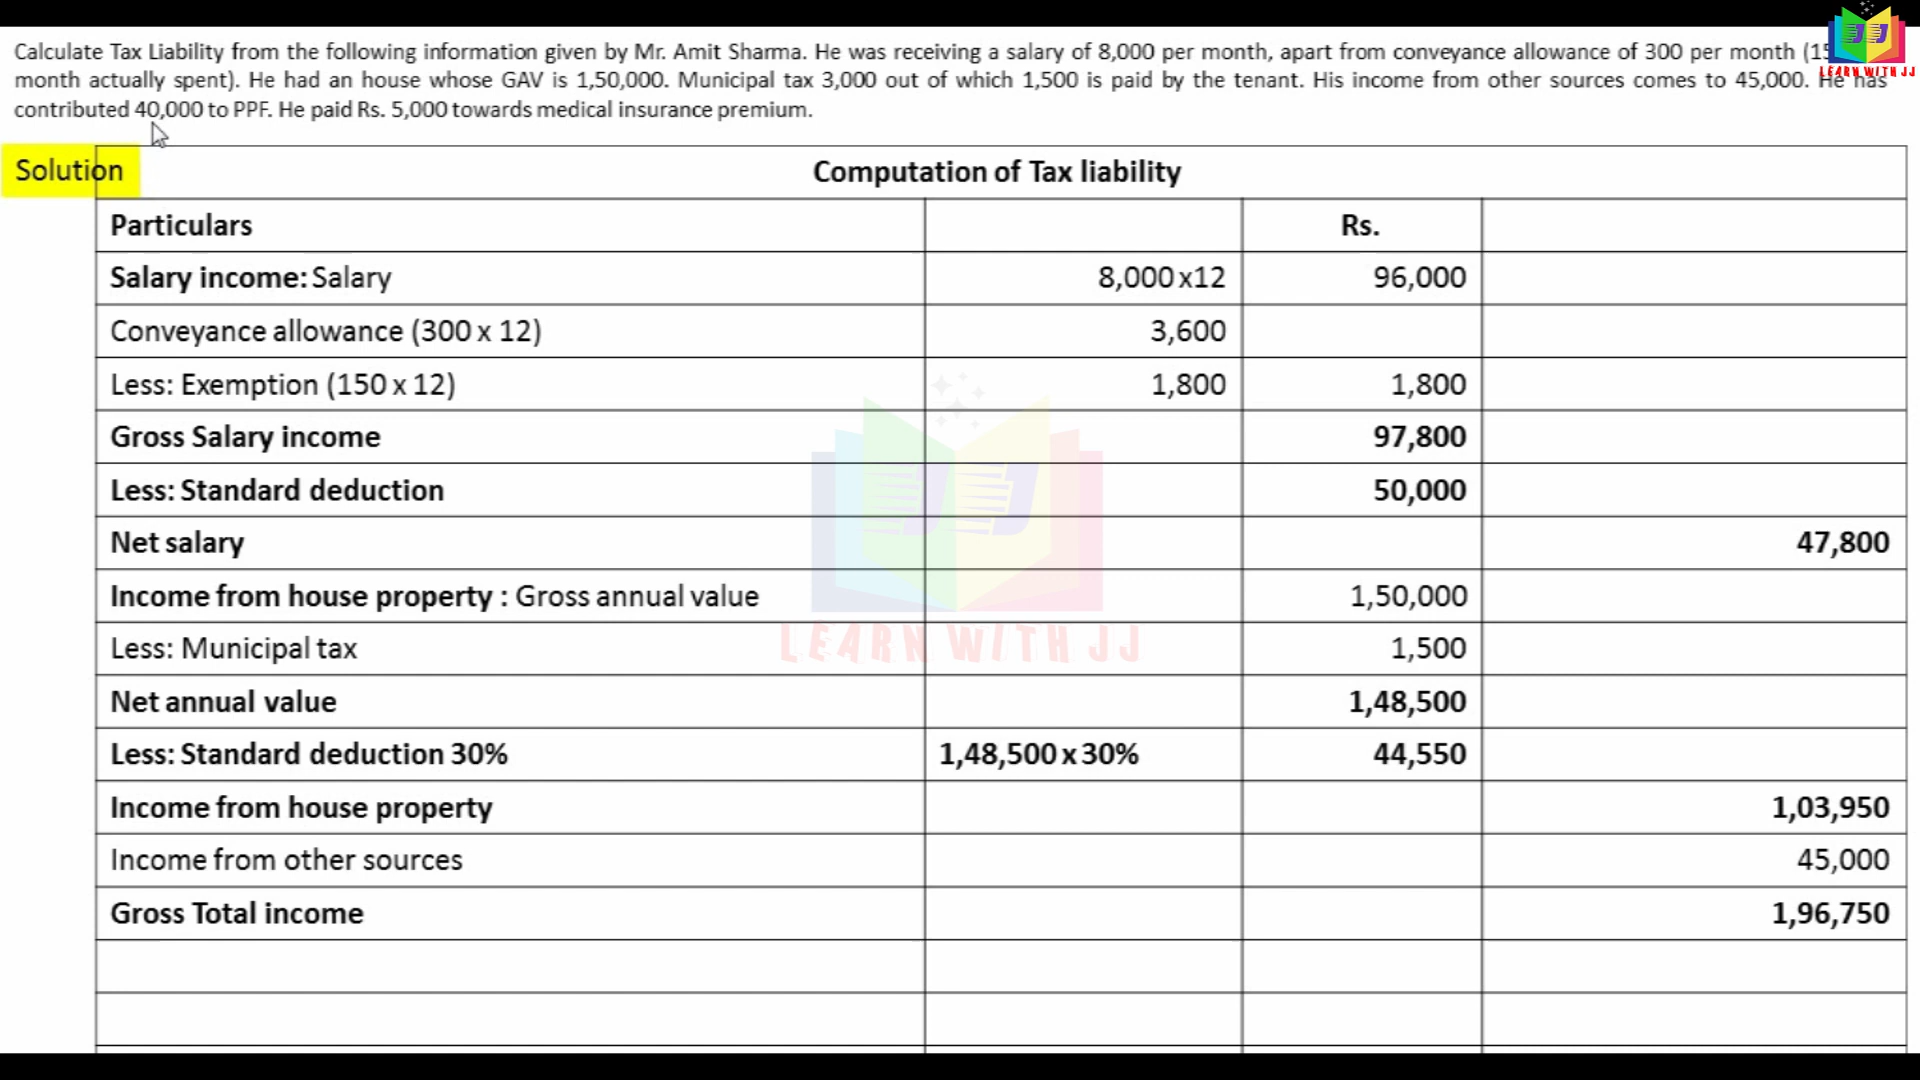 Calculate Tax Liability from the following information given by Mr. Amit Sharma. He was receiving a salary of 8,000 per month, apart from conveyance allowance of 300 per month
month actually spent). He had an house whose GAV is 1,50,000. Municipal tax 3,000 out of which 1,500 is paid by the tenant. His income from other sources comes to 45,000. He has
contributed 40,000 to PPF. He paid Rs. 5,000 towards medical insurance premium.
LEARN WITH JJ
Solution
Computation of Tax liability
Particulars Rs.
Salary income: Salary 8,000x12 96,000
Conveyance allowance (300 x 12) 3,600
Less: Exemption (150 x 12) 1,800 1,800
Gross Salary income 97,800
Less: Standard deduction 50,000
Net salary 47,800
Income from house property : Gross annual value 1,50,000
Less: Municipal tax 1,500
LEARN WITH JJ
Net annual value 1,48,500
Less: Standard deduction 30% 1,48,500 x 30% 44,550
Income from house property 1,03,950
Income from other sources 45,000
Gross Total income 1,96,750